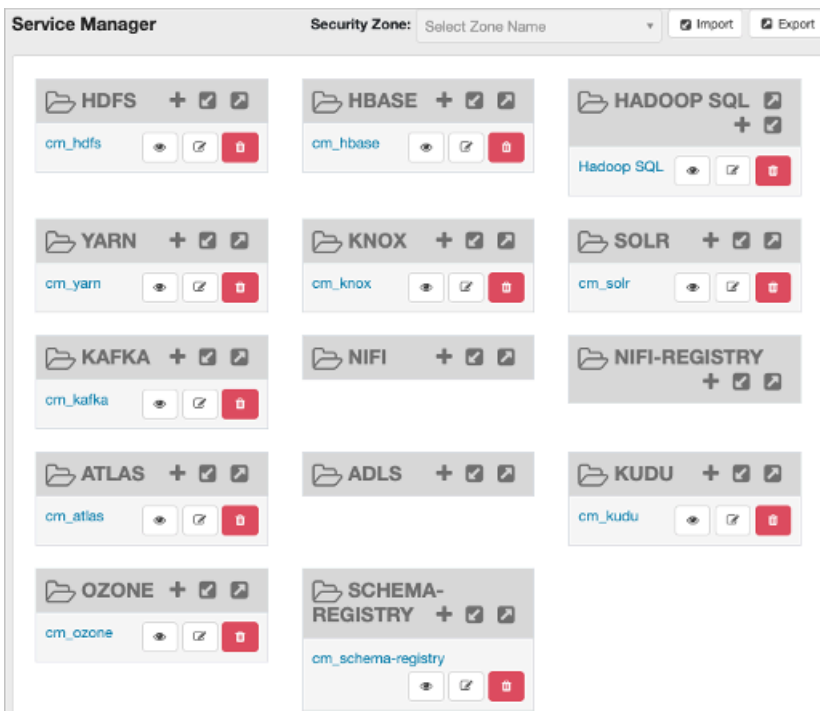 Service Manager
Security Zone: Select Zone Name Import Export
HDFS
cm_hdfs
HBASE
cm_hbase
HADOOP SQL
Hadoop SQL
YARN
cm_yarn
KNOX
cm_knox
SOLR
cm_solr
KAFKA
cm_kafka
NIFI
NIFI-REGISTRY
ATLAS
cm_atlas
ADLS
KUDU
cm_kudu
OZONE
cm_ozone
SCHEMA-
REGISTRY
cm_schema-registry